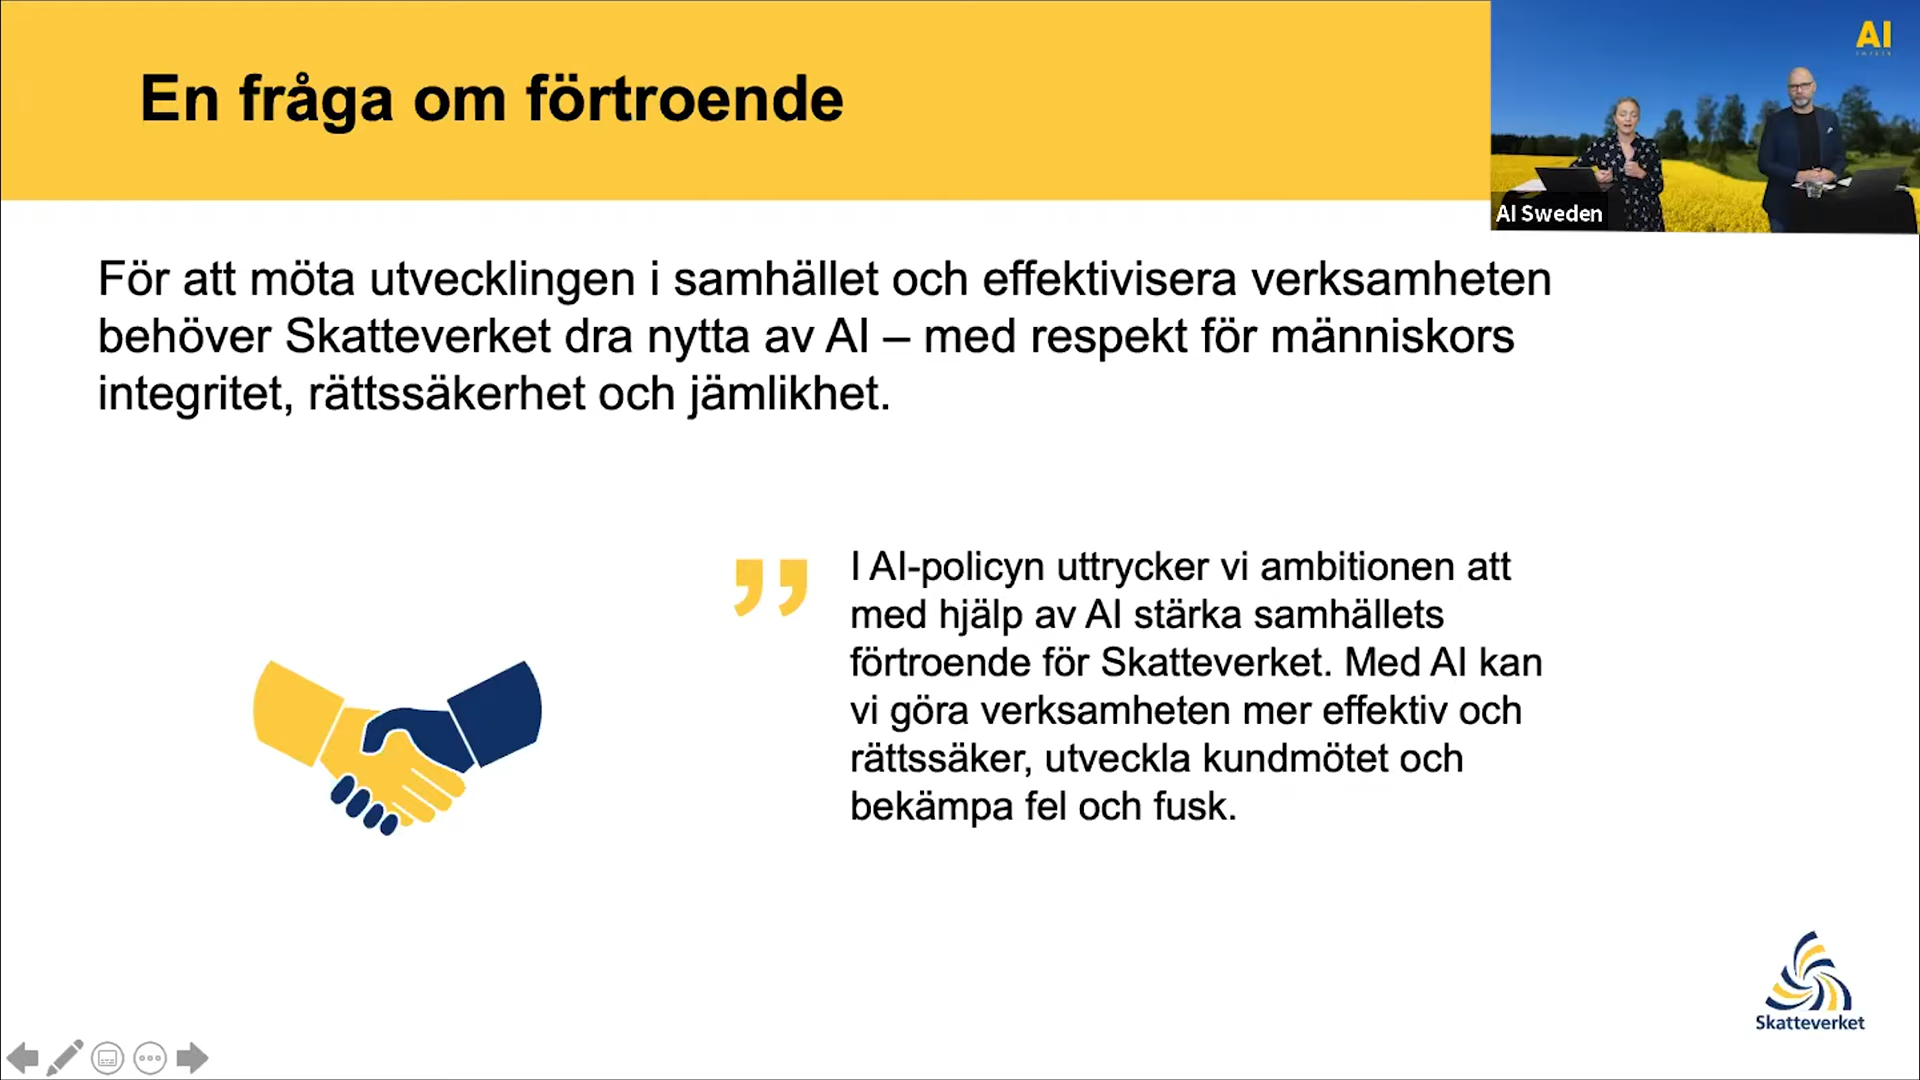 En fråga om förtroende
AI
AI Sweden
För att möta utvecklingen i samhället och effektivisera verksamheten
behöver Skatteverket dra nytta av AI – med respekt för människors
integritet, rättssäkerhet och jämlikhet.
”
I AI-policyn uttrycker vi ambitionen att
med hjälp av AI stärka samhällets
förtroende för Skatteverket. Med AI kan
vi göra verksamheten mer effektiv och
rättssäker, utveckla kundmötet och
bekämpa fel och fusk.
Skatteverket